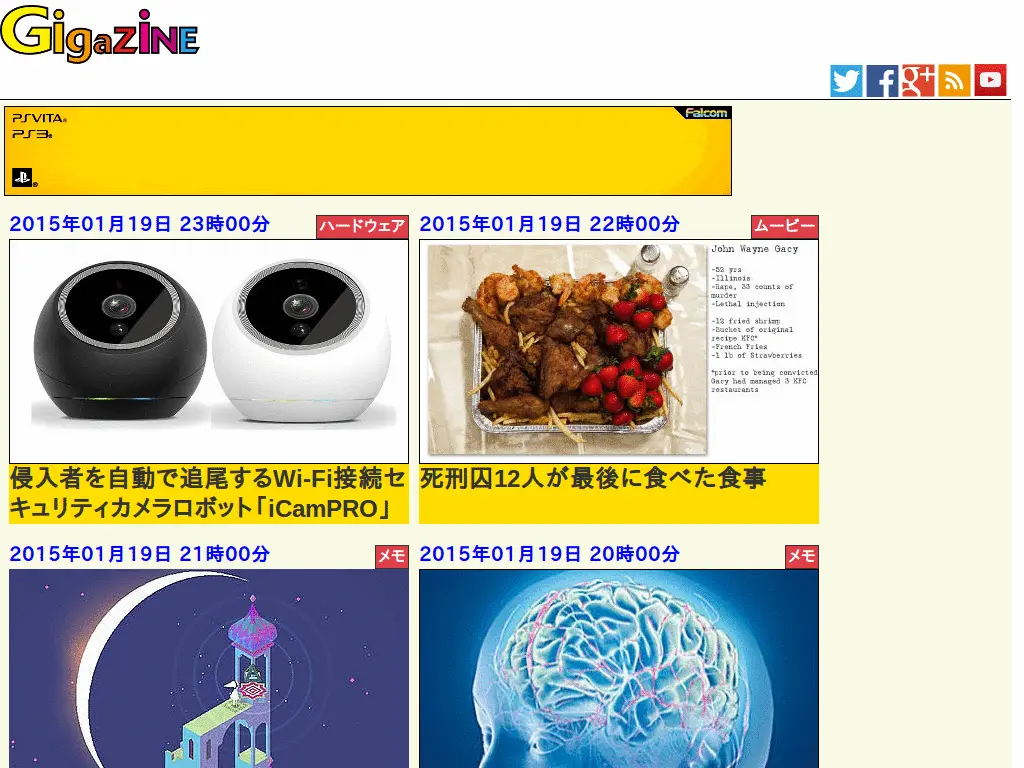 GigaZiNE
PSVITA
PS3
Falcom
2015年01月19日 23時00分
ハードウェア
侵入者を自動で追尾するWi-Fi接続セ
キュリティカメラロボット「iCamPRO」
2015年01月19日 22時00分
ムービー
John Wayne Gacy
-52 yrs
-Illinois
-Rape, 33 counts of
murder
-Lethal injection
-12 fried shrimp
-Bucket of original
recipe KFC*
-French Fries
-1 lb of Strawberries
*prior to being convicted
Gacy had managed 3 KFC
restaurants
死刑囚12人が最後に食べた食事
2015年01月19日 21時00分
メモ
2015年01月19日 20時00分
メモ